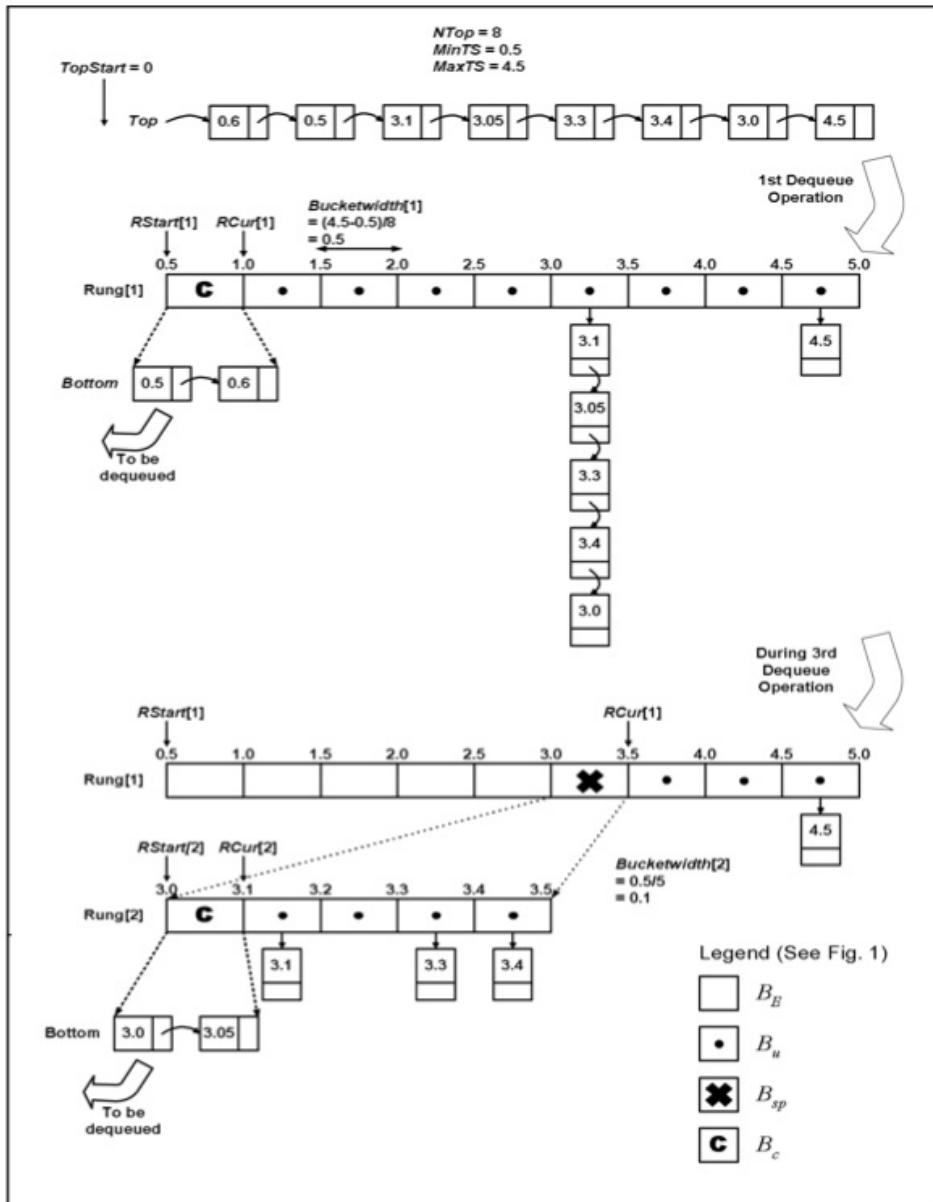 NTop = 8
MinTS = 0.5
MaxTS = 4.5
TopStart = 0
Top
0.6 0.5 3.1 3.05 3.3 3.4 3.0 4.5
1st Dequeue
Operation
Bucketwidth[1]
= (4.5-0.5)/8
= 0.5
RStart[1] RCur[1]
0.5 1.0 1.5 2.0 2.5 3.0 3.5 4.0 4.5 5.0
Rung[1] C
3.1 4.5
Bottom 0.5 0.6
3.05
To be
dequeued
3.3
3.4
3.0
During 3rd
Dequeue
Operation
RStart[1] RCur[1]
0.5 1.0 1.5 2.0 2.5 3.0 3.5 4.0 4.5 5.0
Rung[1]
4.5
RStart[2] RCur[2]
Bucketwidth[2]
= 0.5/5
= 0.1
3.0 3.1 3.2 3.3 3.4 3.5
Rung[2] C
3.1 3.3 3.4
Bottom 3.0 3.05
To be
dequeued
Legend (See Fig. 1)
B_E
B_u
B_sp
C B_c